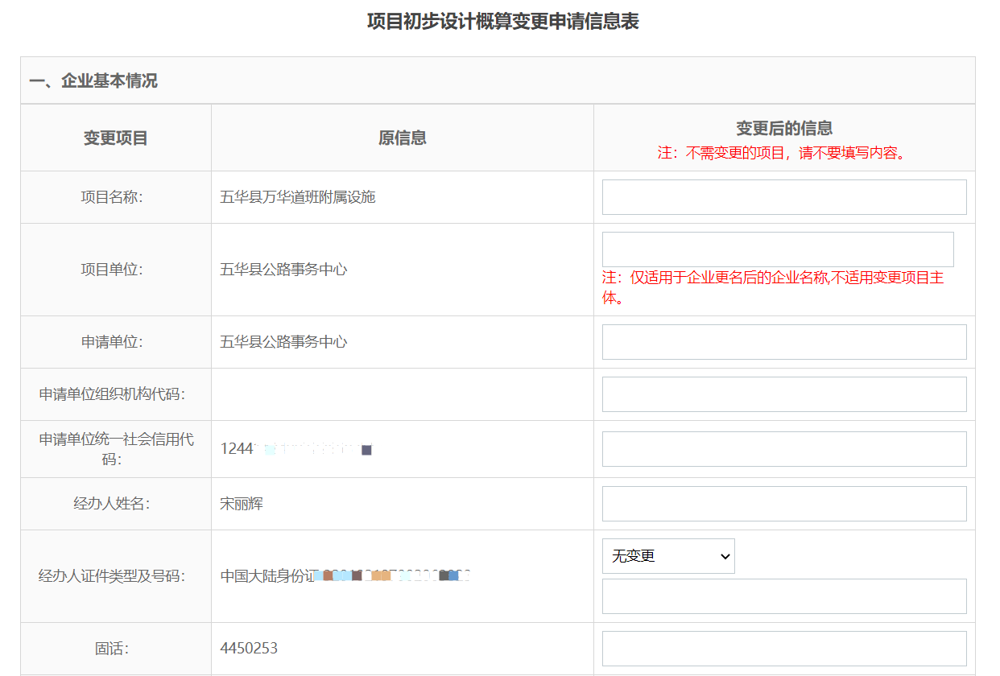 项目初步设计概算变更申请信息表
一、企业基本情况
变更项目
原信息
变更后的信息
注：不需变更的项目，请不要填写内容。
项目名称：
五华县万华道班附属设施
项目单位：
五华县公路事务中心
注：仅适用于企业更名后的企业名称,不适用变更项目主
体。
申请单位：
五华县公路事务中心
申请单位组织机构代码：
申请单位统一社会信用代
码：
1244
经办人姓名：
宋丽辉
经办人证件类型及号码：
中国大陆身份证
无变更
固话：
4450253